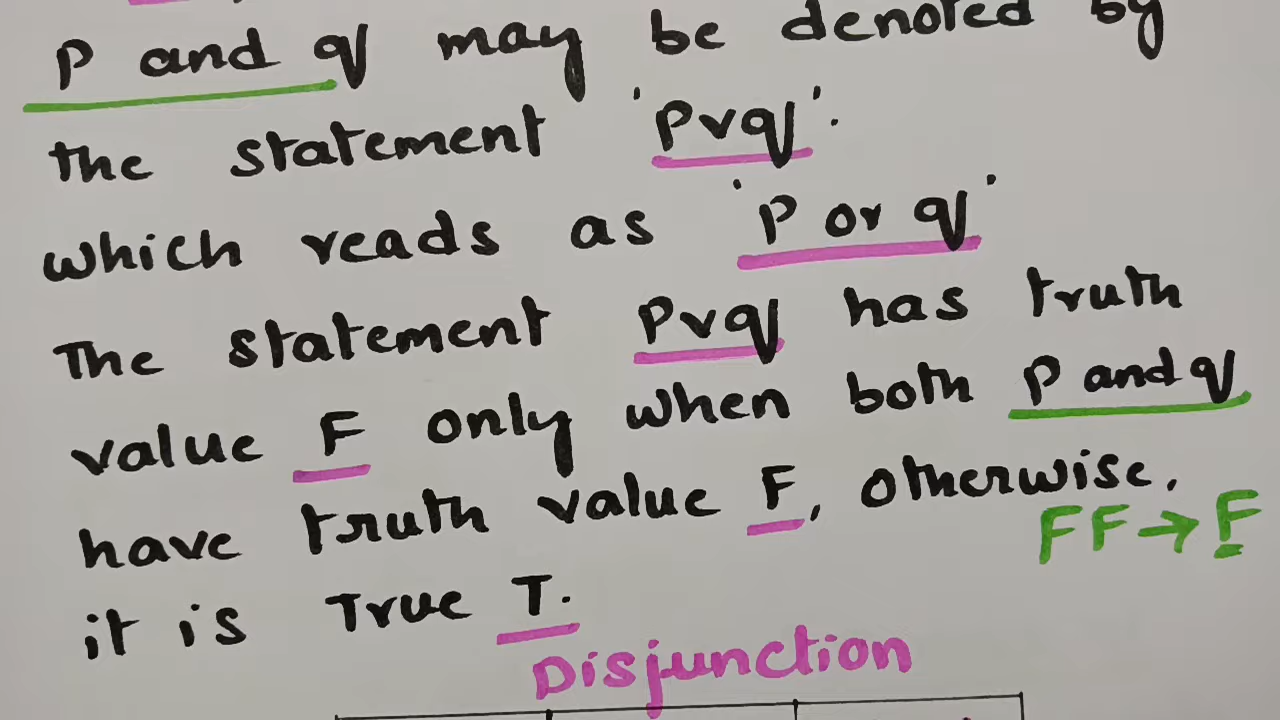 P and q may be denoted by
the statement 'Pvq'.
which reads as 'P or q'
The statement Pvq has truth
value F only when both P and q
have truth value F, otherwise.
it is True T.
FF→F
Disjunction